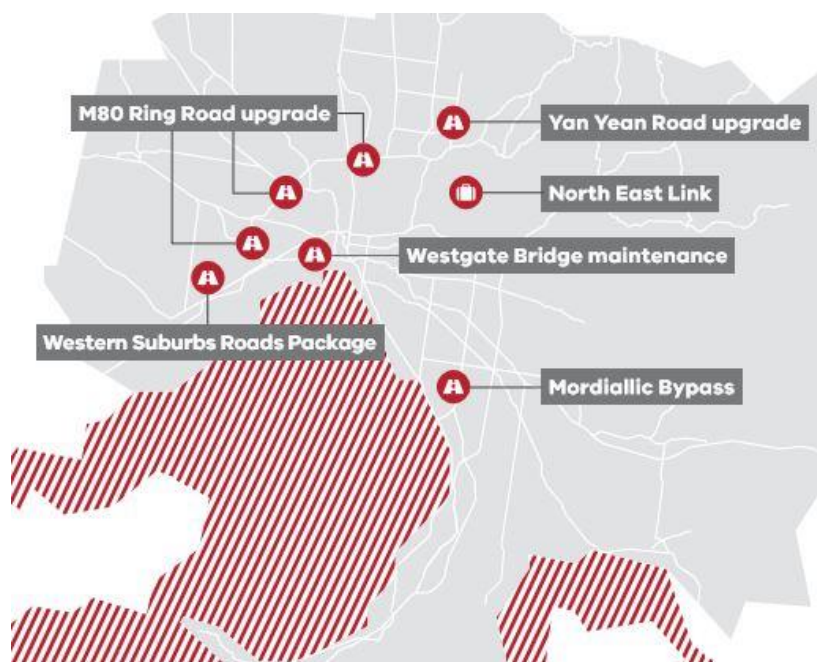 M80 Ring Road upgrade
Yan Yean Road upgrade
North East Link
Westgate Bridge maintenance
Western Suburbs Roads Package
Mordiallic Bypass